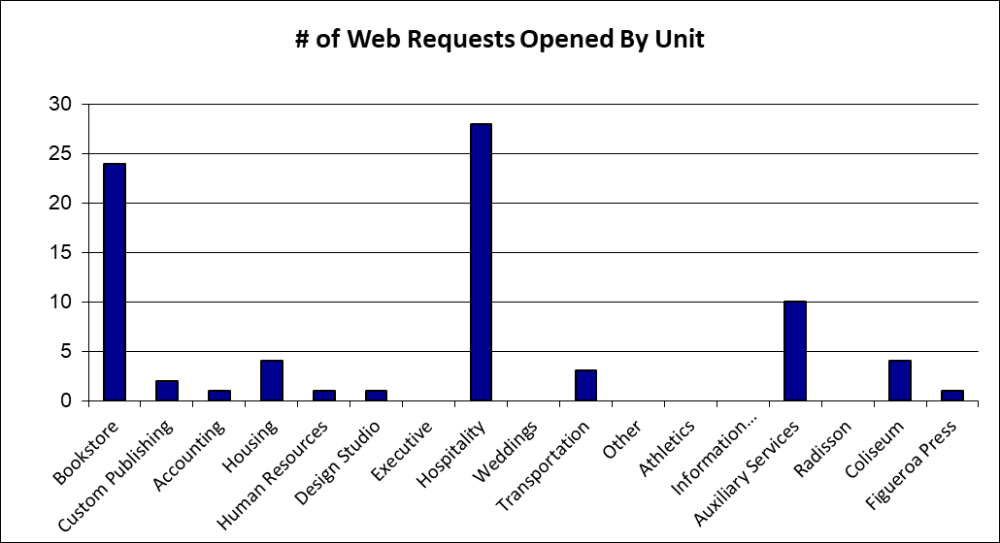 # of Web Requests Opened By Unit
30
25
20
15
10
5
0
Bookstore
Custom Publishing
Accounting
Housing
Human Resources
Design Studio
Executive
Hospitality
Weddings
Transportation
Other
Athletics
Information...
Auxiliary Services
Radisson
Coliseum
Figueroa Press